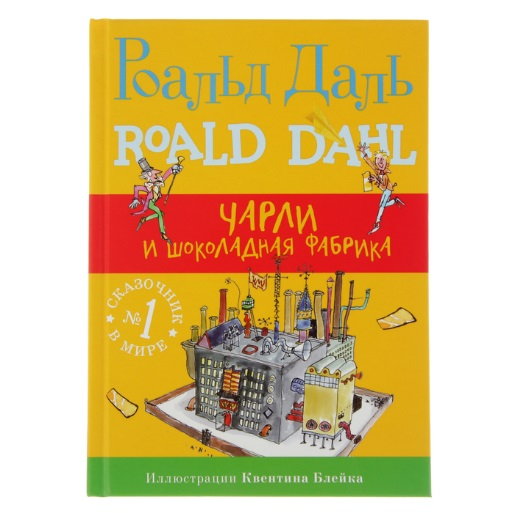 Роальд Даль
ROALD DAHL
ЧАРЛИ
И ШОКОЛАДНАЯ ФАБРИКА
СКАЗОЧНИК
№1
В МИРЕ
Иллюстрации Квентина Блейка